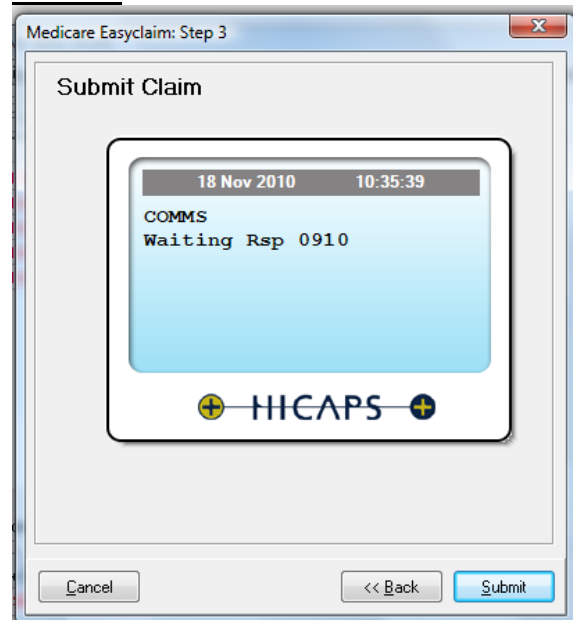 Medicare Easyclaim: Step 3
Submit Claim
18 Nov 2010 10:35:39
COMMS
Waiting Rsp 0910
HICAPS
Cancel << Back Submit